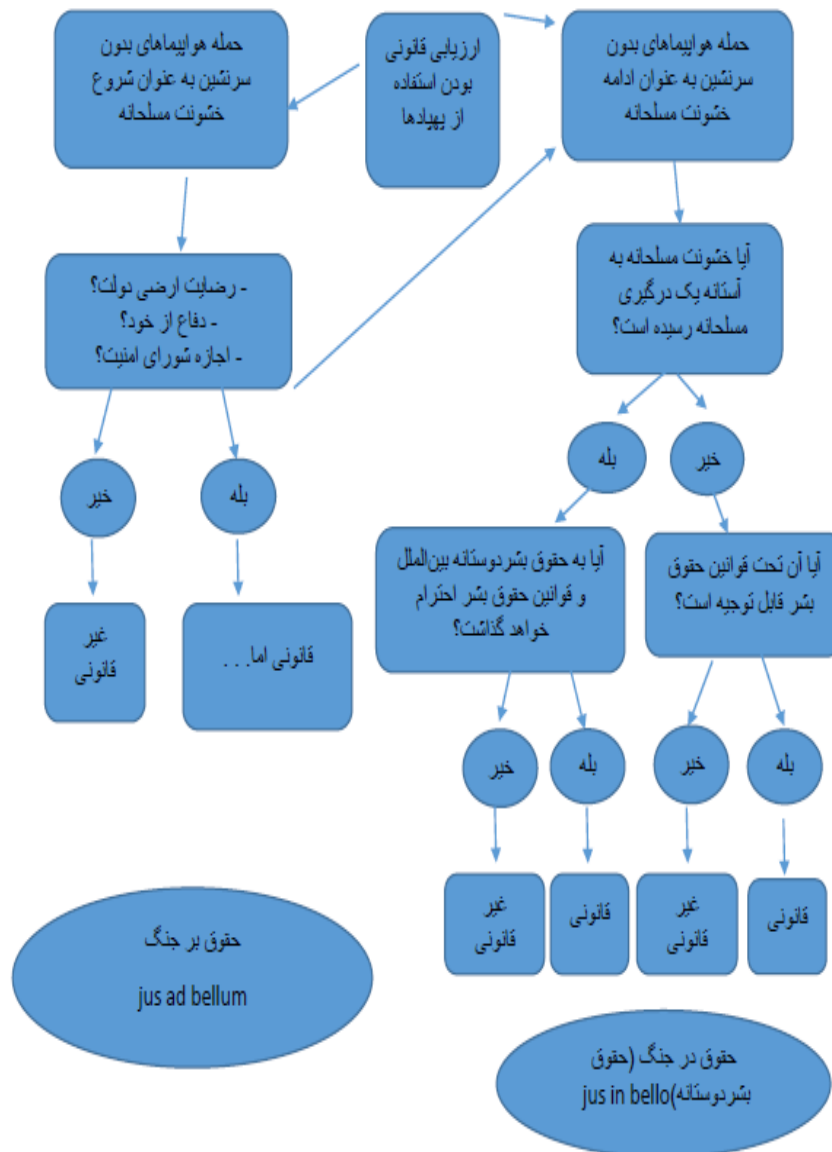 ارزیابی قانونی
بودن استفاده
از پهپادها
حمله هواپیماهای بدون
سرنشین به عنوان ادامه
خشونت مسلحانه
حمله هواپیماهای بدون
سرنشین به عنوان شروع
خشونت مسلحانه
آیا خشونت مسلحانه به
آستانه یک درگیری
مسلحانه رسیده است؟
- رضایت ارضی دولت؟
- دفاع از خود؟
- اجازه شورای امنیت؟
خیر
بله
بله
خیر
آیا آن تحت قوانین حقوق
بشر قابل توجیه است؟
آیا به حقوق بشردوستانه بین‌الملل
و قوانین حقوق بشر احترام
خواهد گذاشت؟
قانونی اما. . .
غیر
قانونی
بله
خیر
بله
خیر
قانونی
غیر
قانونی
قانونی
غیر
قانونی
حقوق بر جنگ
jus ad bellum
حقوق در جنگ (حقوق
بشردوستانه)jus in bello